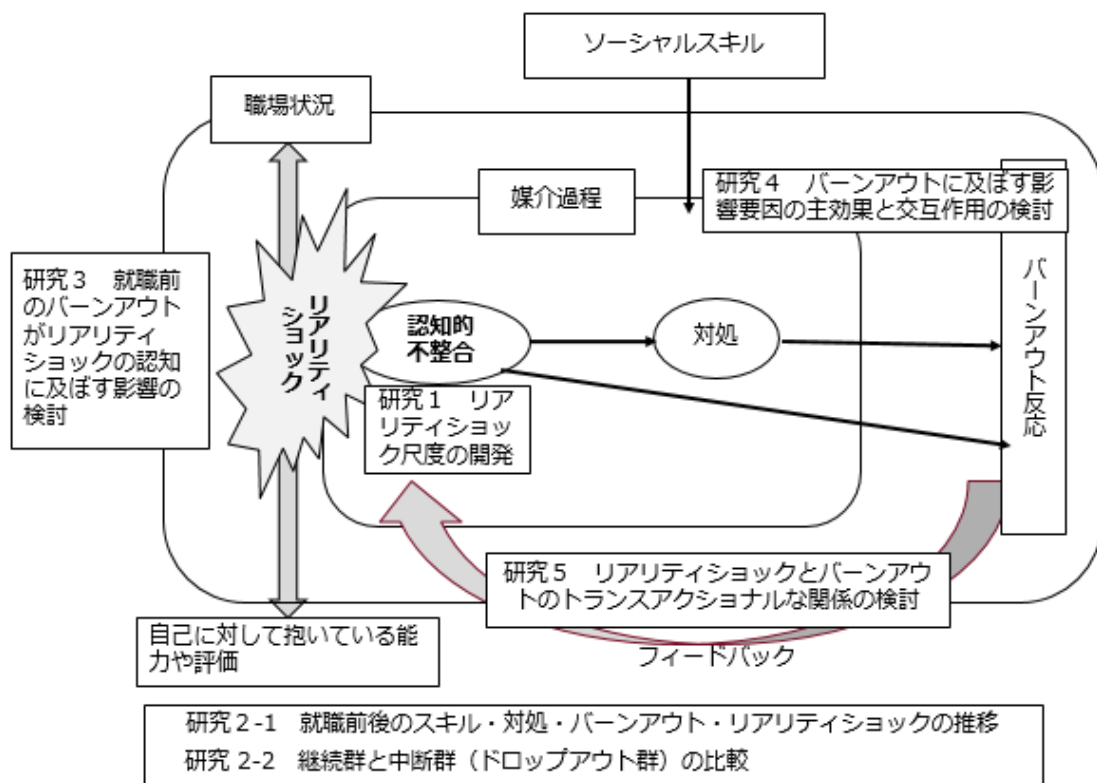 ソーシャルスキル
職場状況
媒介過程
研究４　バーンアウトに及ぼす影
響要因の主効果と交互作用の検討
研究３　就職前
のバーンアウト
がリアリティ
ショックの認知
に及ぼす影響の
検討
リアリティ
ショック
認知的
不整合
対処
バーンアウト反応
研究１　リア
リティショッ
ク尺度の開発
研究５　リアリティショックとバーンアウ
トのトランスアクショナルな関係の検討
自己に対して抱いている能
力や評価
フィードバック
研究２-1　就職前後のスキル・対処・バーンアウト・リアリティショックの推移
研究 2-2　継続群と中断群（ドロップアウト群）の比較